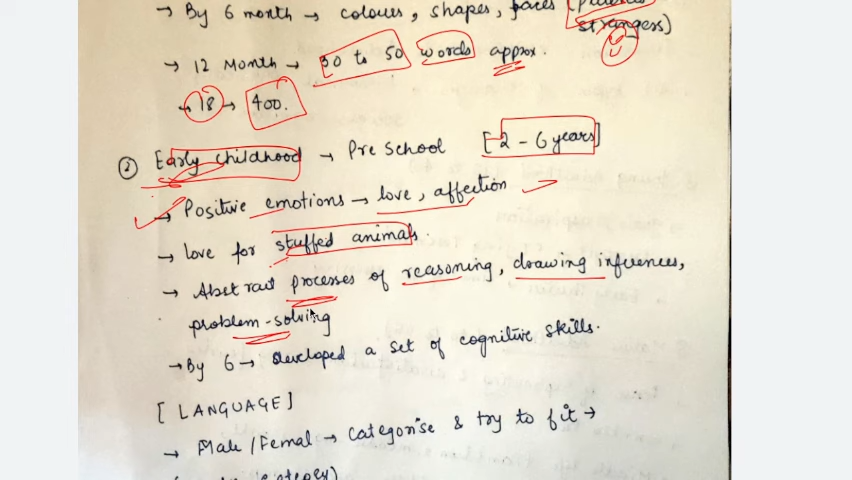 → By 6 month → colours, shapes, faces (
strangers)
→ 12 Month → 30 to 50 words approx
→ 18 → 400.
② Early childhood → Pre School [2 - 6 years]
→ Positive emotions → love, affection
→ Love for stuffed animals.
→ Abstract processes of reasoning, drawing infuences,
problem-solving
→ By 6 → developed a set of cognitive skills.
[LANGUAGE]
→ Male / Femal → categorise & try to fit →